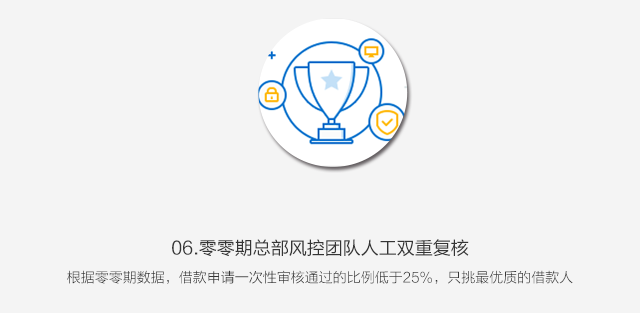 06.零零期总部风控团队人工双重复核
根据零零期数据，借款申请一次性审核通过的比例低于25%，只挑最优质的借款人